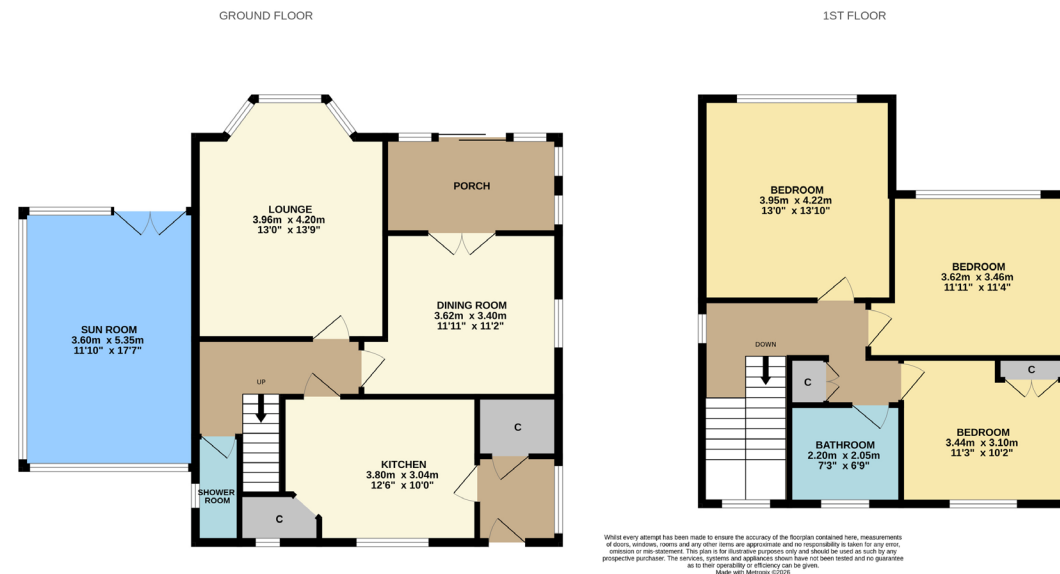 GROUND FLOOR
1ST FLOOR
LOUNGE
3.96m x 4.20m
13'0" x 13'9"
PORCH
DINING ROOM
3.62m x 3.40m
11'11" x 11'2"
SUN ROOM
3.60m x 5.35m
11'10" x 17'7"
UP
C
KITCHEN
3.80m x 3.04m
12'6" x 10'0"
SHOWER
ROOM
C
BEDROOM
3.95m x 4.22m
13'0" x 13'10"
BEDROOM
3.62m x 3.46m
11'11" x 11'4"
DOWN
C
C
BEDROOM
3.44m x 3.10m
11'3" x 10'2"
BATHROOM
2.20m x 2.05m
7'3" x 6'9"
Whilst every attempt has been made to ensure the accuracy of the floorplan contained here, measurements
of doors, windows, rooms and any other items are approximate and no responsibility is taken for any error,
omission or mis-statement. This plan is for illustrative purposes only and should be used as such by any
prospective purchaser. The services, systems and appliances shown have not been tested and no guarantee
as to their operability or efficiency can be given.
Made with Metropix ©2026